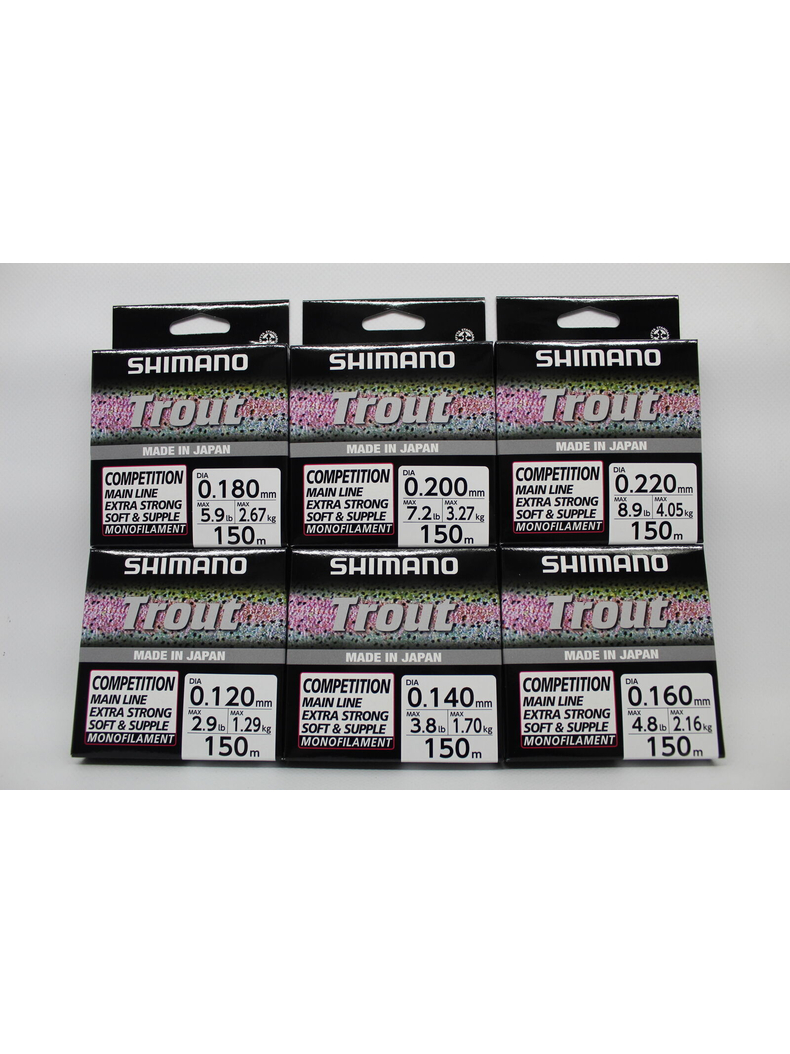 SHIMANO
Trout
MADE IN JAPAN
COMPETITION
MAIN LINE
EXTRA STRONG
SOFT & SUPPLE
MONOFILAMENT
DIA
0.180mm
MAX 5.9lb MAX 2.67kg
150m
SHIMANO
Trout
MADE IN JAPAN
COMPETITION
MAIN LINE
EXTRA STRONG
SOFT & SUPPLE
MONOFILAMENT
DIA
0.200mm
MAX 7.2lb MAX 3.27kg
150m
SHIMANO
Trout
MADE IN JAPAN
COMPETITION
MAIN LINE
EXTRA STRONG
SOFT & SUPPLE
MONOFILAMENT
DIA
0.220mm
MAX 8.9lb MAX 4.05kg
150m
SHIMANO
Trout
MADE IN JAPAN
COMPETITION
MAIN LINE
EXTRA STRONG
SOFT & SUPPLE
MONOFILAMENT
DIA
0.120mm
MAX 2.9lb MAX 1.29kg
150m
SHIMANO
Trout
MADE IN JAPAN
COMPETITION
MAIN LINE
EXTRA STRONG
SOFT & SUPPLE
MONOFILAMENT
DIA
0.140mm
MAX 3.8lb MAX 1.70kg
150m
SHIMANO
Trout
MADE IN JAPAN
COMPETITION
MAIN LINE
EXTRA STRONG
SOFT & SUPPLE
MONOFILAMENT
DIA
0.160mm
MAX 4.8lb MAX 2.16kg
150m